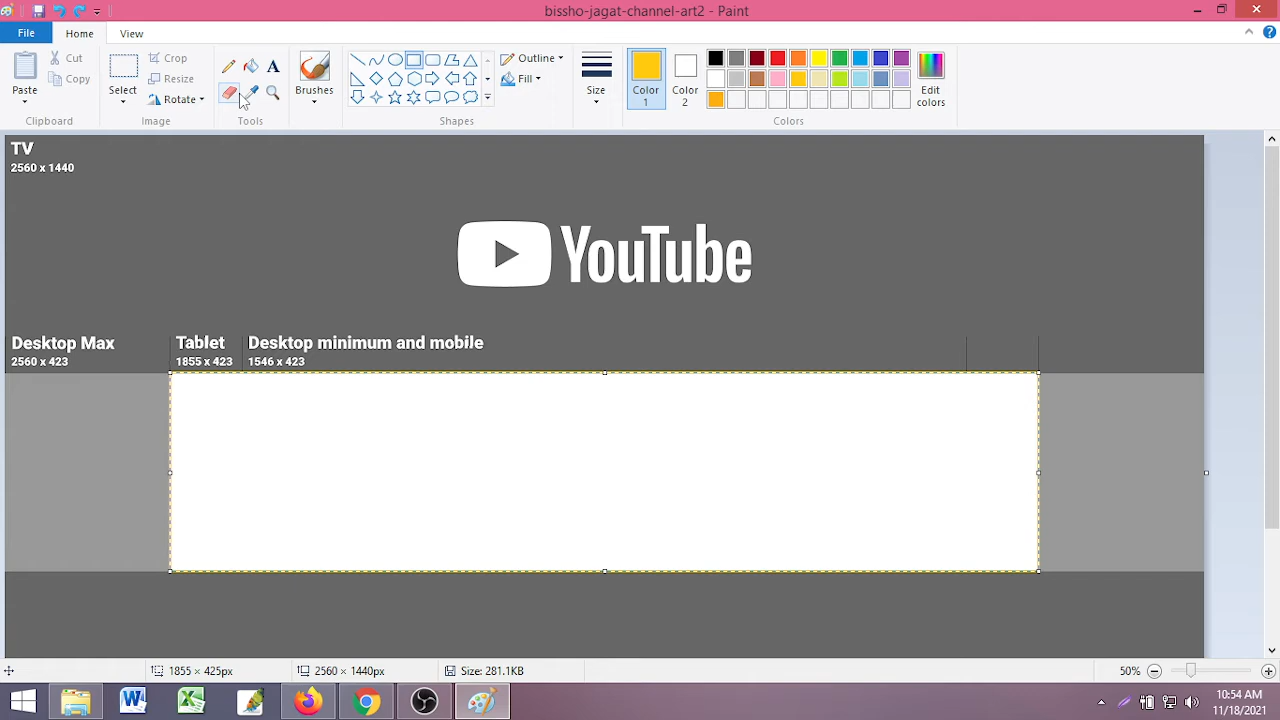 bissho-jagat-channel-art2 - Paint
File
Home
View
Paste
Cut
Copy
Clipboard
Select
Crop
Resize
Rotate
Image
A
Tools
Brushes
Outline
Fill
Shapes
Size
Color
1
Color
2
Edit
colors
Colors
TV
2560 x 1440
YouTube
Desktop Max
2560 x 423
Tablet
1855 x 423
Desktop minimum and mobile
1546 x 423
1855 × 425px
2560 × 1440px
Size: 281.1KB
50%
10:54 AM
11/18/2021